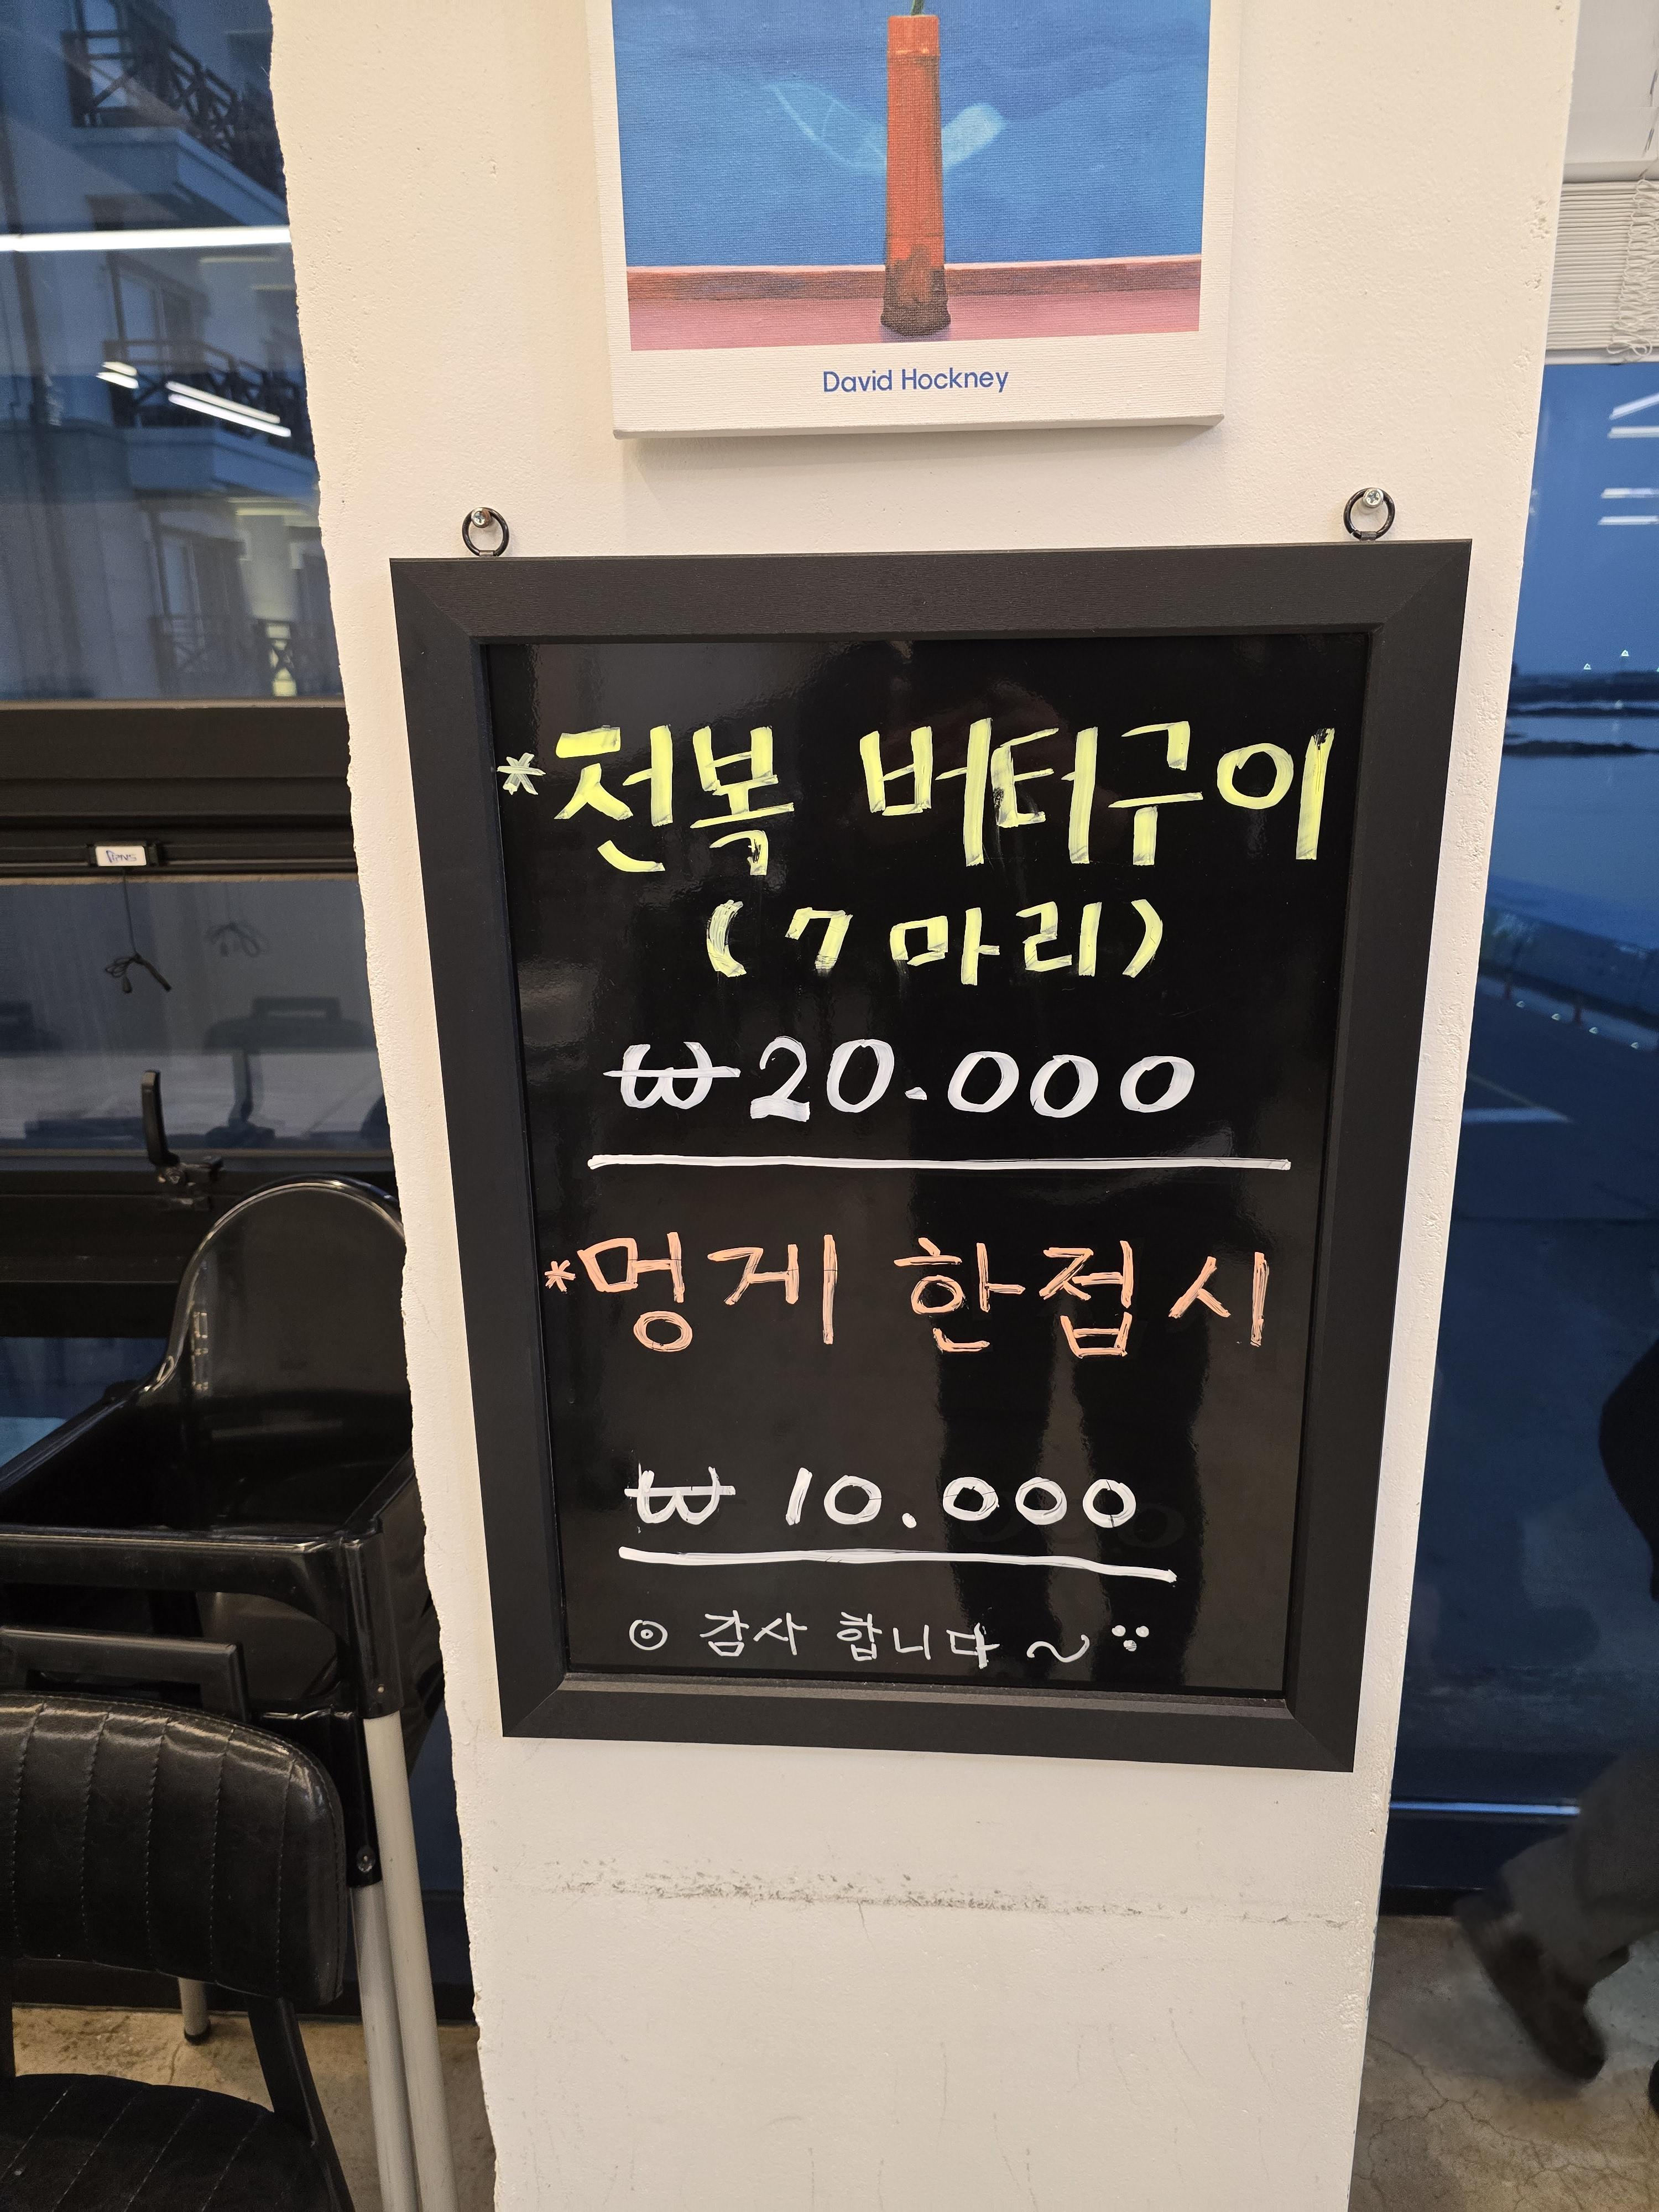 David Hockney
*전복 버터구이
(7마리)
₩20.000
*멍게 한접시
₩ 10.000
⊙ 감사합니다~